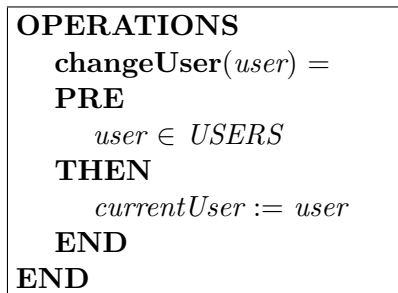 OPERATIONS
changeUser(user) =
PRE
user ∈ USERS
THEN
currentUser := user
END
END